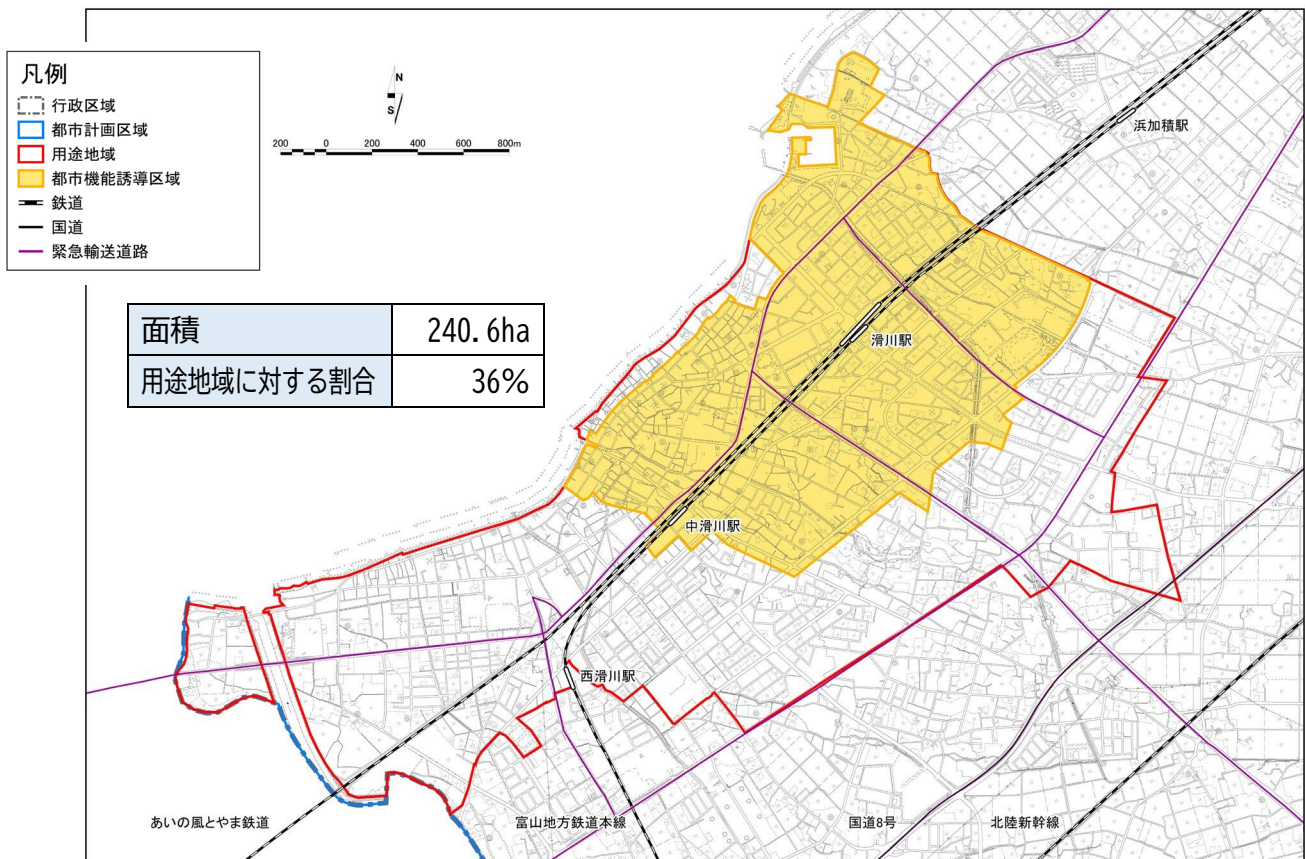 凡例
行政区域
都市計画区域
用途地域
都市機能誘導区域
鉄道
国道
緊急輸送道路
N
S
200 0 200 400 600 800m
面積 240.6ha
用途地域に対する割合 36%
浜加積駅
滑川駅
中滑川駅
西滑川駅
あいの風とやま鉄道
富山地方鉄道本線
国道8号
北陸新幹線